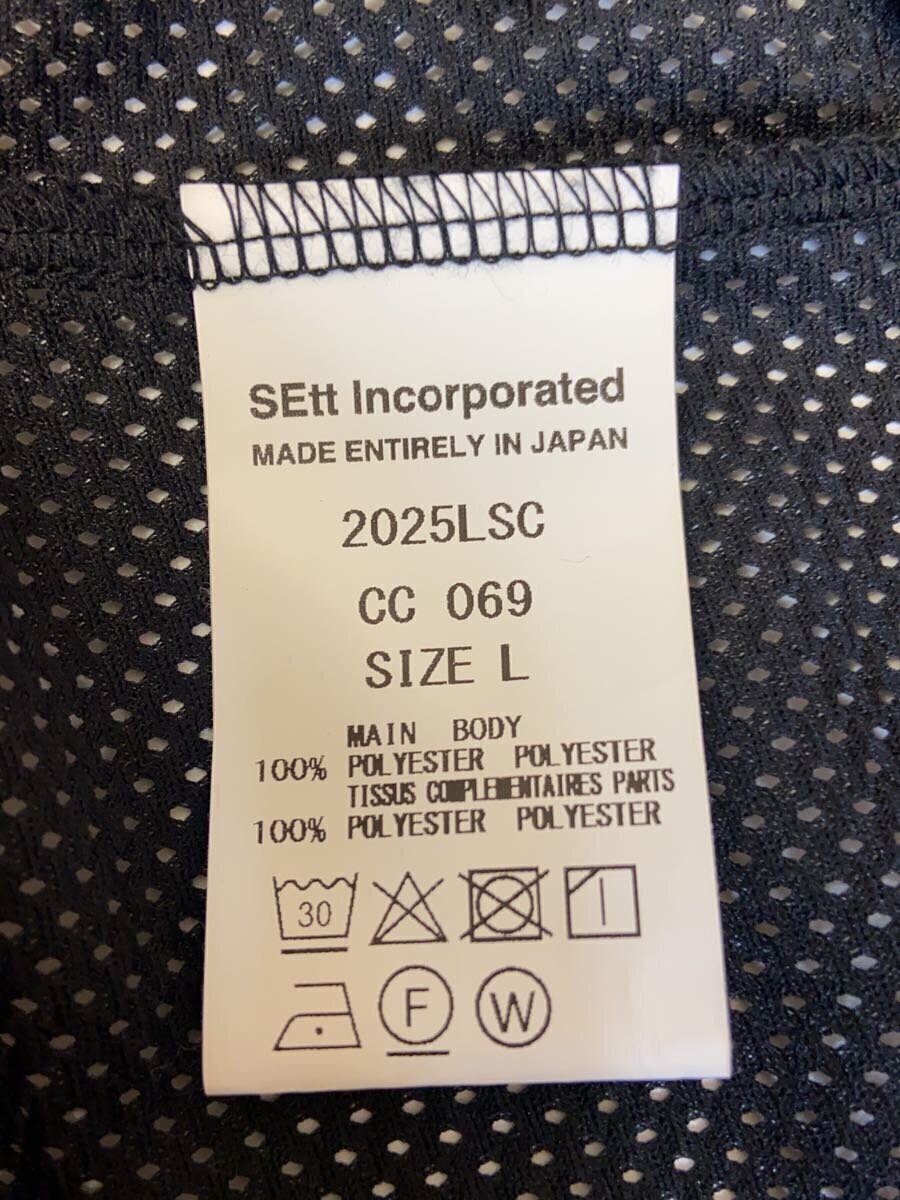 SEtt Incorporated
MADE ENTIRELY IN JAPAN
2025LSC
CC 069
SIZE L
MAIN BODY
100% POLYESTER POLYESTER
TISSUS COMPLEMENTAIRES PARTS
100% POLYESTER POLYESTER
30
F W